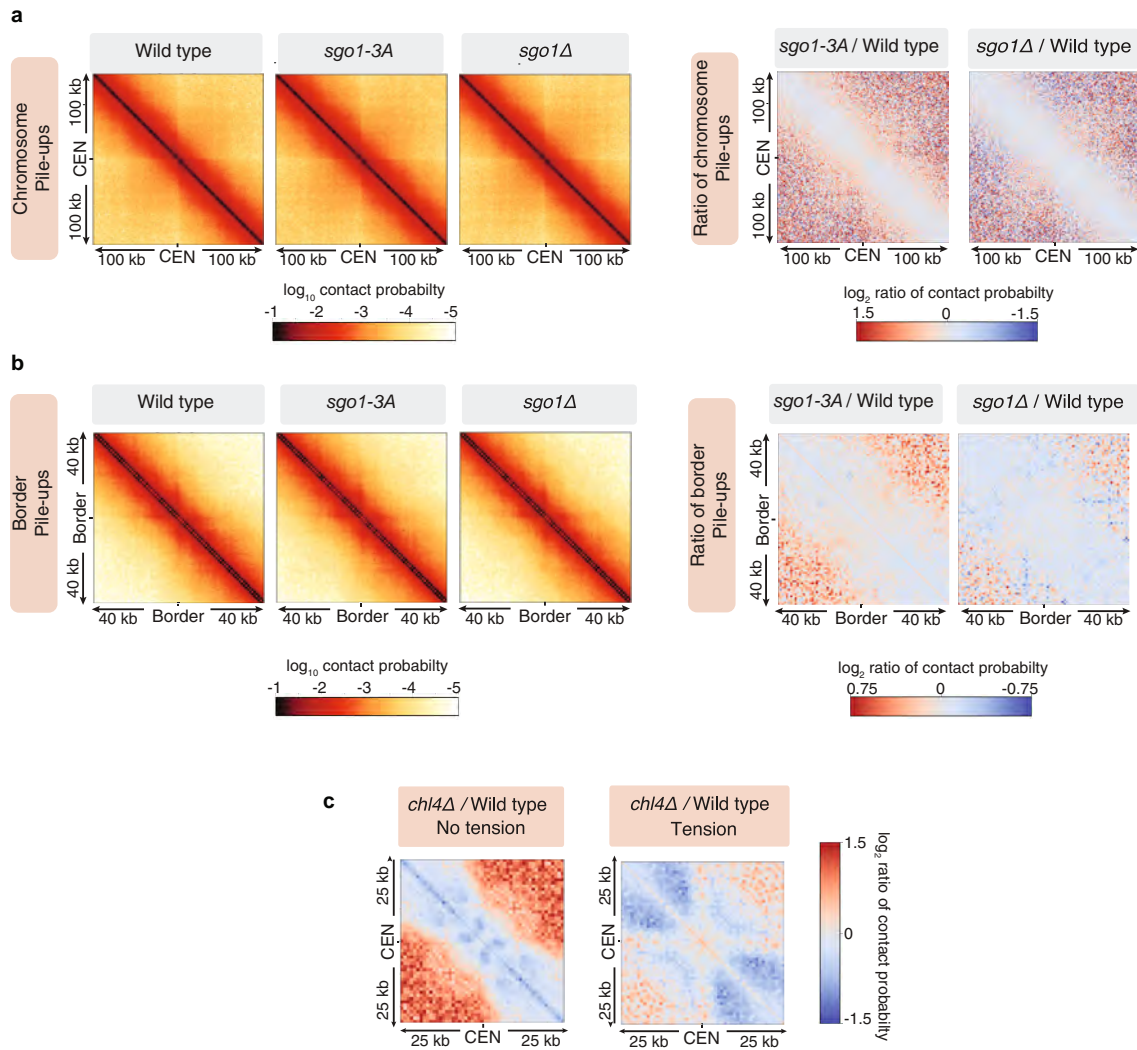 a
Wild type
sgo1-3A
sgo1Δ
sgo1-3A / Wild type
sgo1Δ / Wild type
Chromosome
Pile-ups
100 kb
CEN
100 kb
100 kb CEN 100 kb
100 kb CEN 100 kb
100 kb CEN 100 kb
log10 contact probabilty
-1 -2 -3 -4 -5
Ratio of chromosome
Pile-ups
100 kb
CEN
100 kb
100 kb CEN 100 kb
100 kb CEN 100 kb
log2 ratio of contact probabilty
1.5 0 -1.5
b
Wild type
sgo1-3A
sgo1Δ
sgo1-3A / Wild type
sgo1Δ / Wild type
Border
Pile-ups
40 kb
Border
40 kb
40 kb Border 40 kb
40 kb Border 40 kb
40 kb Border 40 kb
log10 contact probabilty
-1 -2 -3 -4 -5
Ratio of border
Pile-ups
40 kb
Border
40 kb
40 kb Border 40 kb
40 kb Border 40 kb
log2 ratio of contact probabilty
0.75 0 -0.75
c
chl4Δ / Wild type
No tension
chl4Δ / Wild type
Tension
25 kb
CEN
25 kb
25 kb CEN 25 kb
25 kb
CEN
25 kb
25 kb CEN 25 kb
1.5
0
-1.5
log2 ratio of contact probabilty